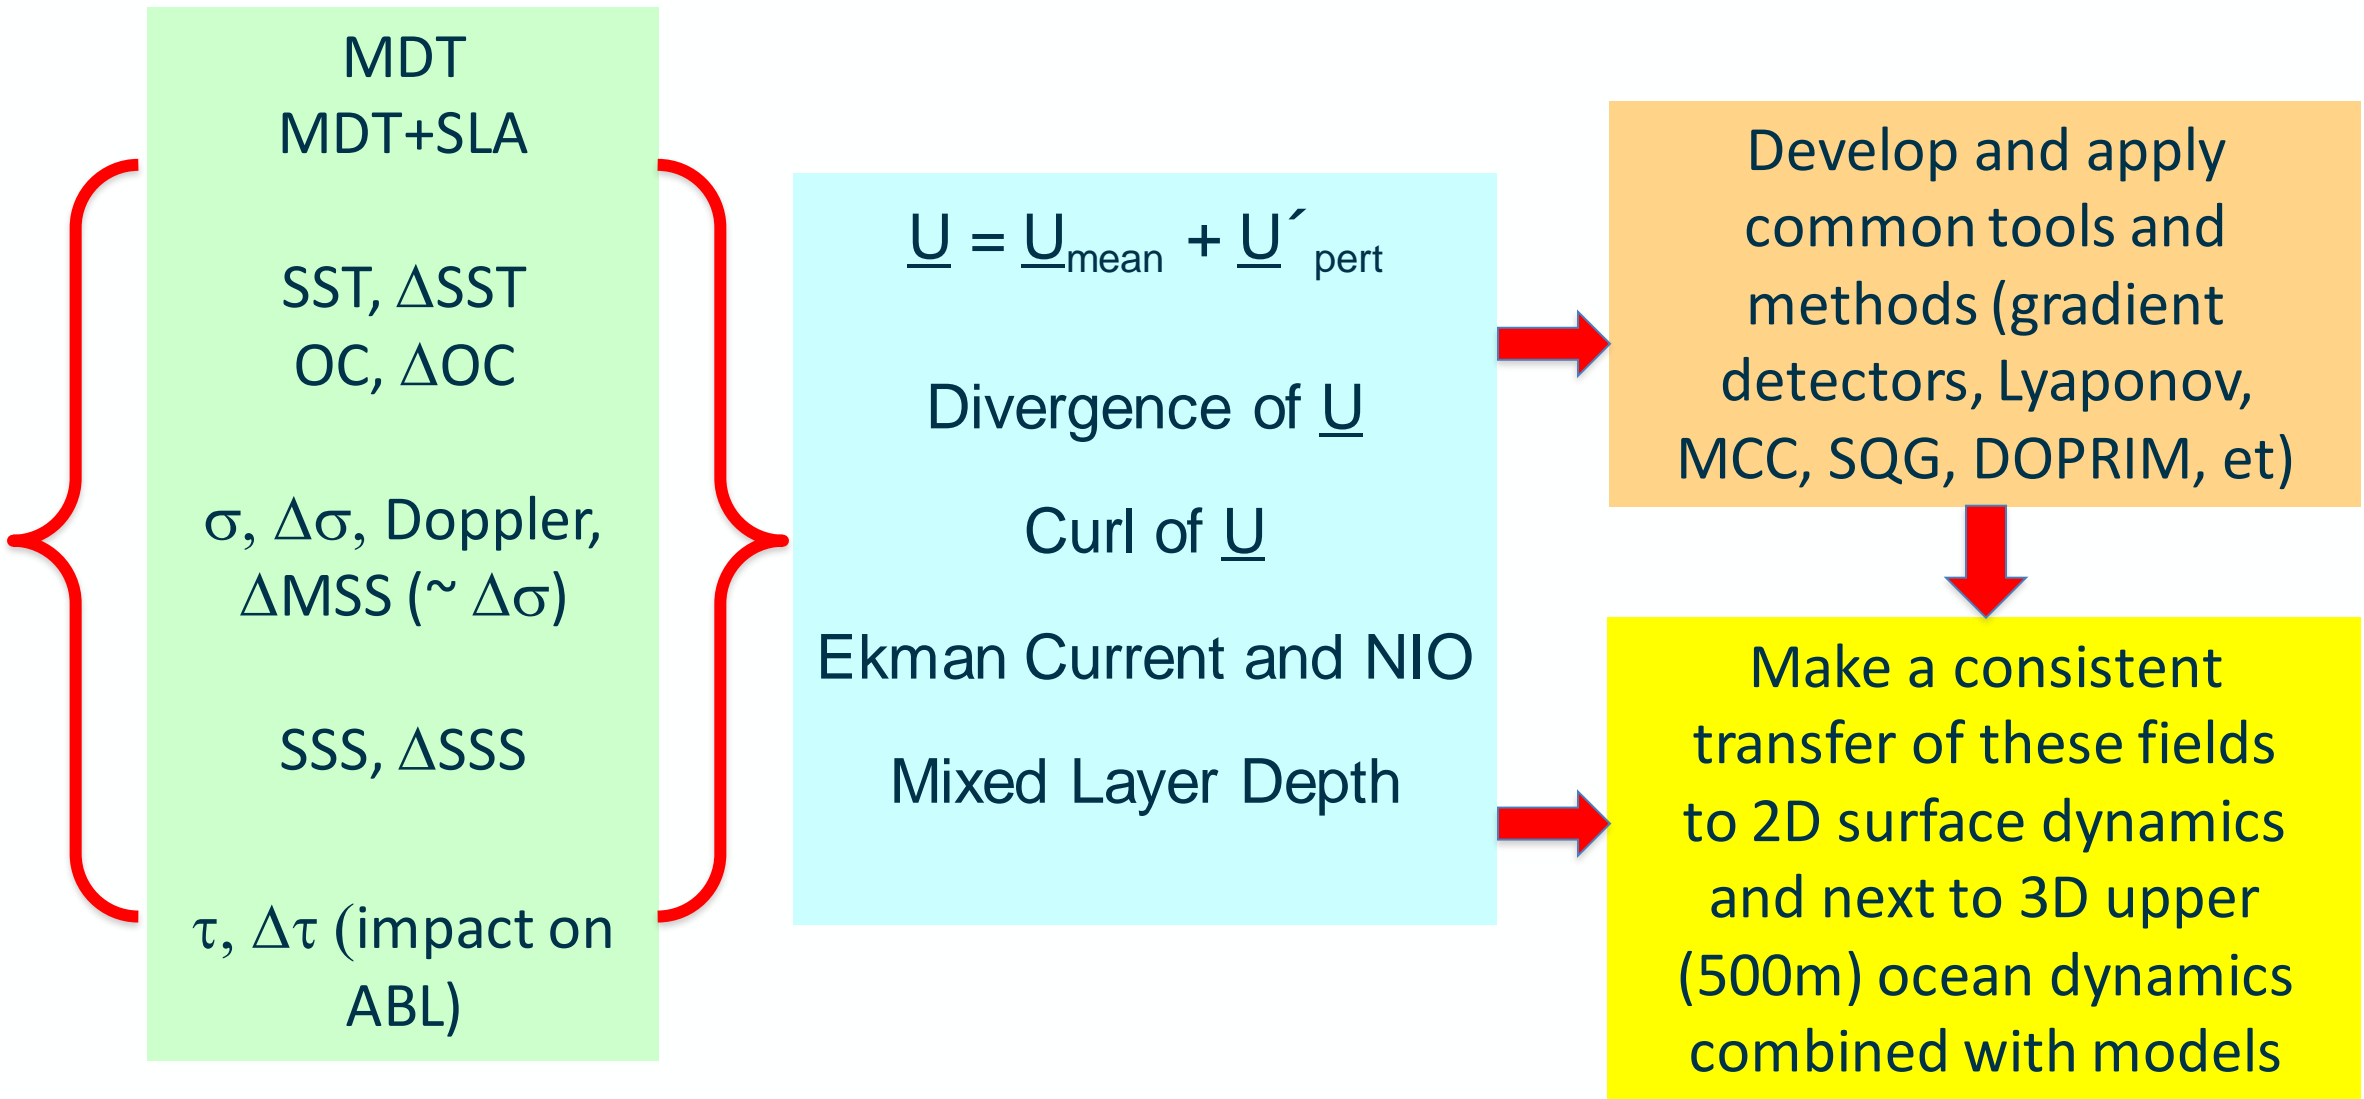 MDT
MDT+SLA
SST, ΔSST
OC, ΔOC
σ, Δσ, Doppler,
ΔMSS (~ Δσ)
SSS, ΔSSS
τ, Δτ (impact on
ABL)
U = Umean + U´pert
Divergence of U
Curl of U
Ekman Current and NIO
Mixed Layer Depth
Develop and apply
common tools and
methods (gradient
detectors, Lyaponov,
MCC, SQG, DOPRIM, et)
Make a consistent
transfer of these fields
to 2D surface dynamics
and next to 3D upper
(500m) ocean dynamics
combined with models